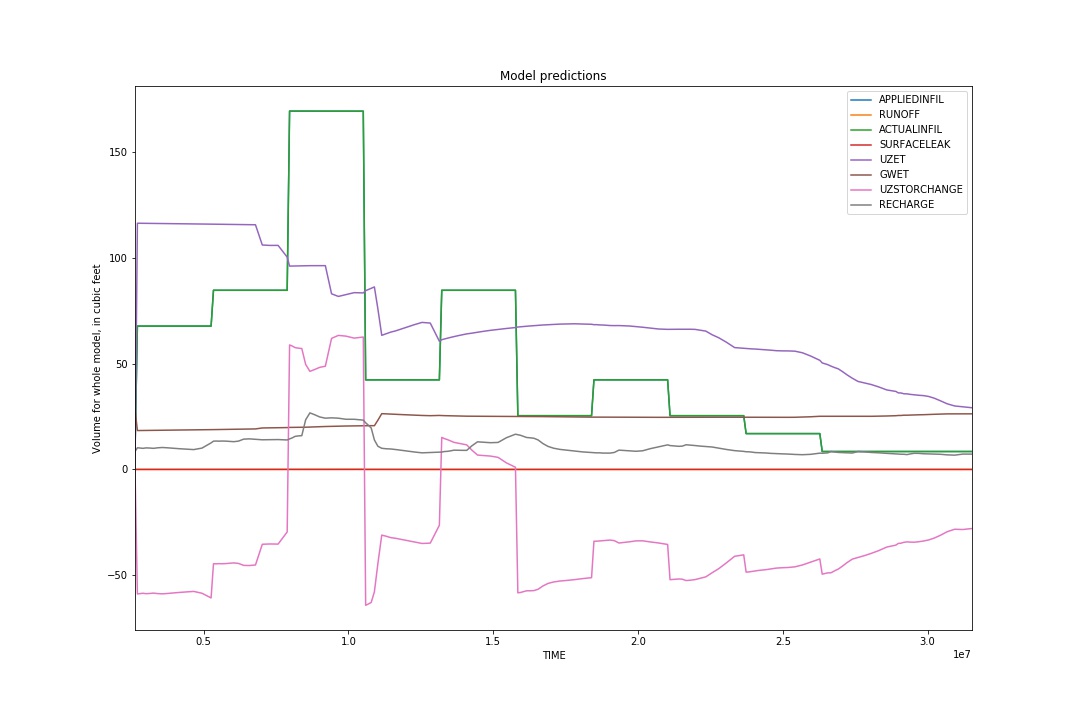 Model predictions
Volume for whole model, in cubic feet
150
100
50
0
−50
APPLIEDINFIL
RUNOFF
ACTUALINFIL
SURFACELEAK
UZET
GWET
UZSTORCHANGE
RECHARGE
0.5 1.0 1.5 2.0 2.5 3.0
1e7
TIME